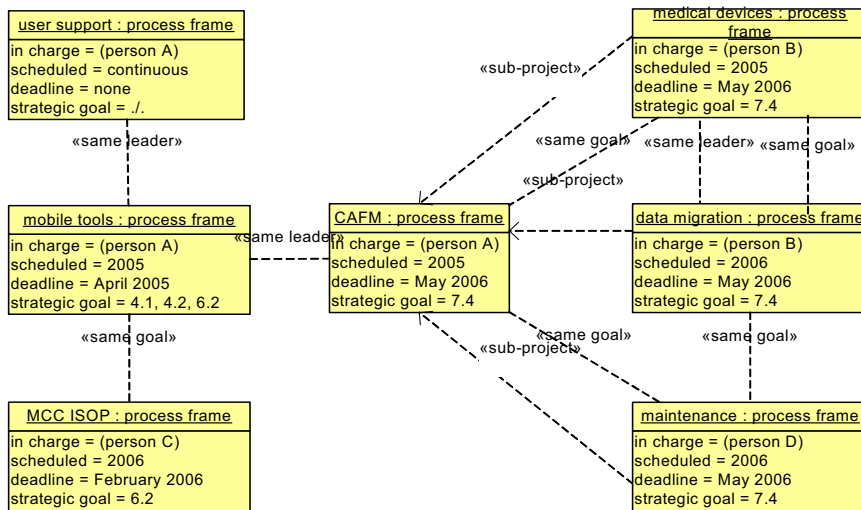 user support : process frame
in charge = (person A)
scheduled = continuous
deadline = none
strategic goal = ./.
«same leader»
mobile tools : process frame
in charge = (person A)
scheduled = 2005
deadline = April 2005
strategic goal = 4.1, 4.2, 6.2
«same goal»
MCC ISOP : process frame
in charge = (person C)
scheduled = 2006
deadline = February 2006
strategic goal = 6.2
«same leader»
CAFM : process frame
in charge = (person A)
scheduled = 2005
deadline = May 2006
strategic goal = 7.4
«sub-project»
«same goal»
«sub-project»
«same goal»
«sub-project»
medical devices : process
frame
in charge = (person B)
scheduled = 2005
deadline = May 2006
strategic goal = 7.4
«same leader»
«same goal»
data migration : process frame
in charge = (person B)
scheduled = 2006
deadline = May 2006
strategic goal = 7.4
«same goal»
maintenance : process frame
in charge = (person D)
scheduled = 2006
deadline = May 2006
strategic goal = 7.4